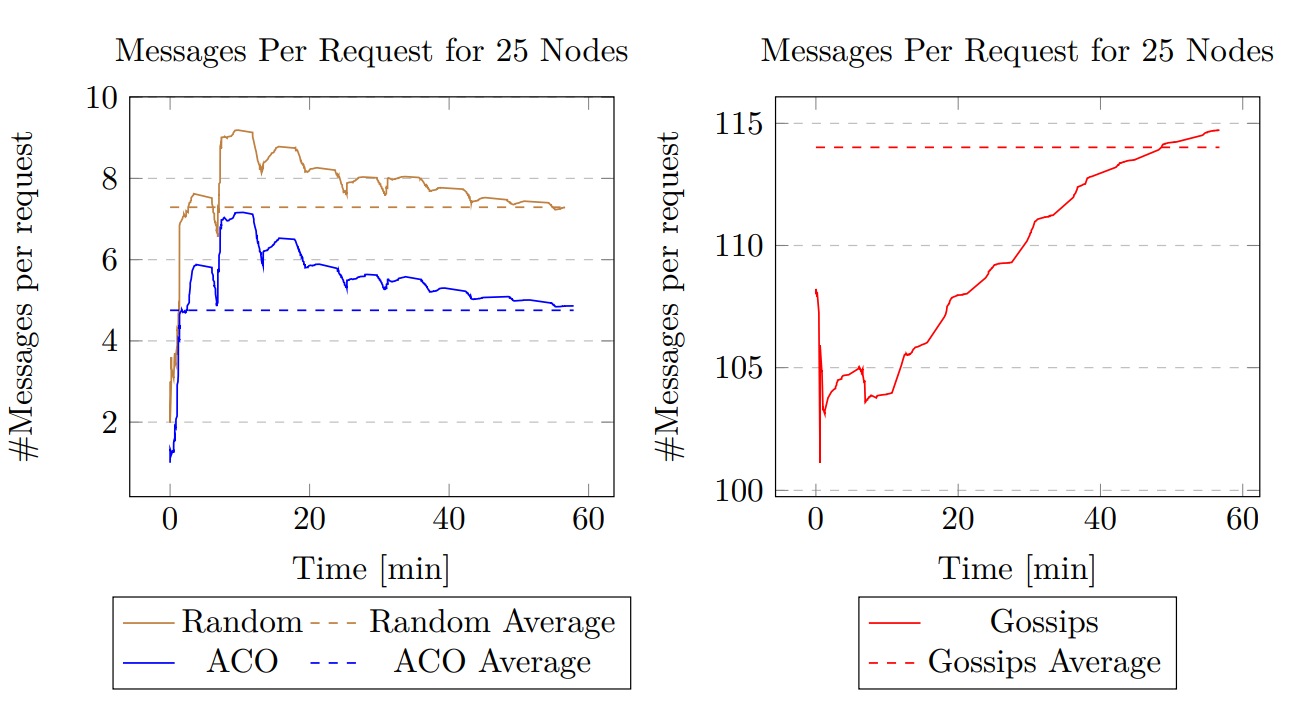 Messages Per Request for 25 Nodes
#Messages per request
10
8
6
4
2
0 20 40 60
Time [min]
Random Random Average
ACO ACO Average
Messages Per Request for 25 Nodes
#Messages per request
115
110
105
100
0 20 40 60
Time [min]
Gossips
Gossips Average